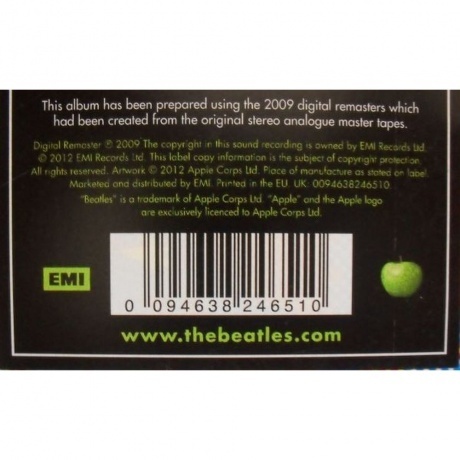 This album has been prepared using the 2009 digital remasters which
had been created from the original stereo analogue master tapes.
Digital Remaster ℗ 2009 The copyright in this sound recording is owned by EMI Records Ltd.
© 2012 EMI Records Ltd. This label copy information is the subject of copyright protection.
All rights reserved. Artwork © 2012 Apple Corps Ltd. Place of manufacture as stated on label.
Marketed and distributed by EMI. Printed in the EU. UK: 0094638246510
"Beatles" is a trademark of Apple Corps Ltd. "Apple" and the Apple logo
are exclusively licenced to Apple Corps Ltd.
EMI
0 094638 246510
www.thebeatles.com